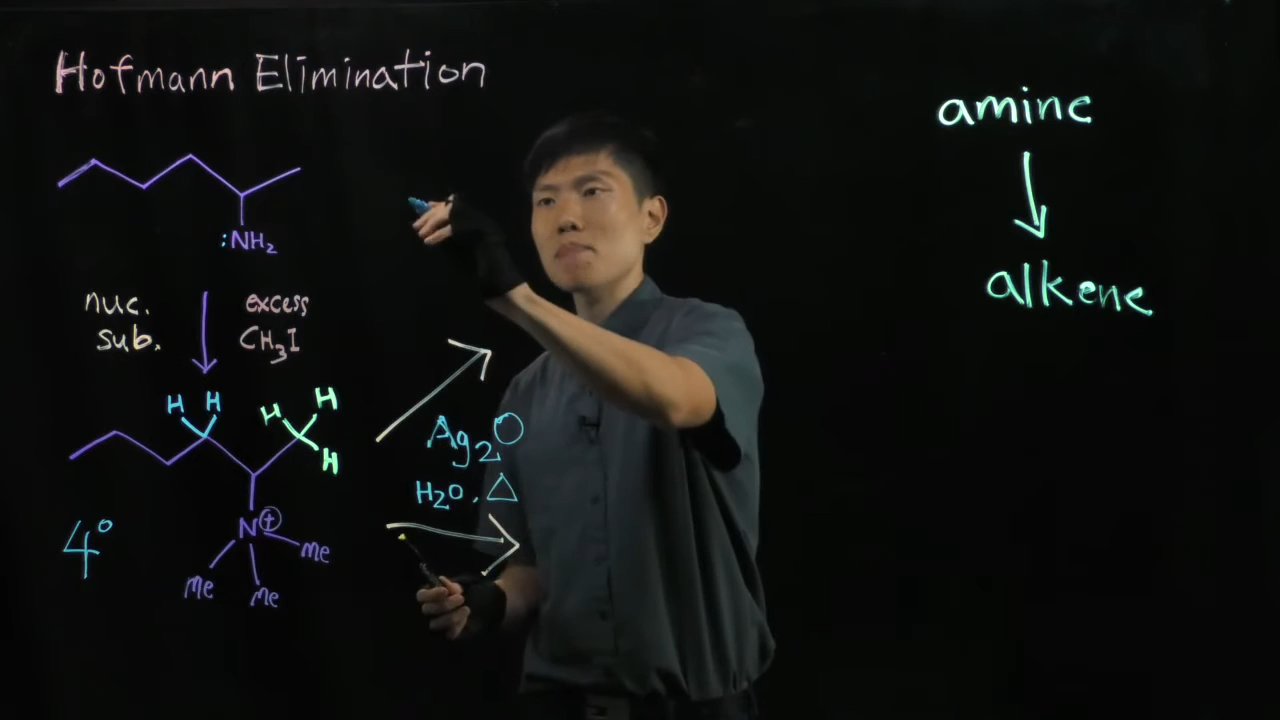 Hofmann Elimination
:NH₂
nuc.
sub.
excess
CH₃I
H H
H H
H
N⊕
Me
Me
Me
4°
Ag₂O
H₂O, △
amine
alkene